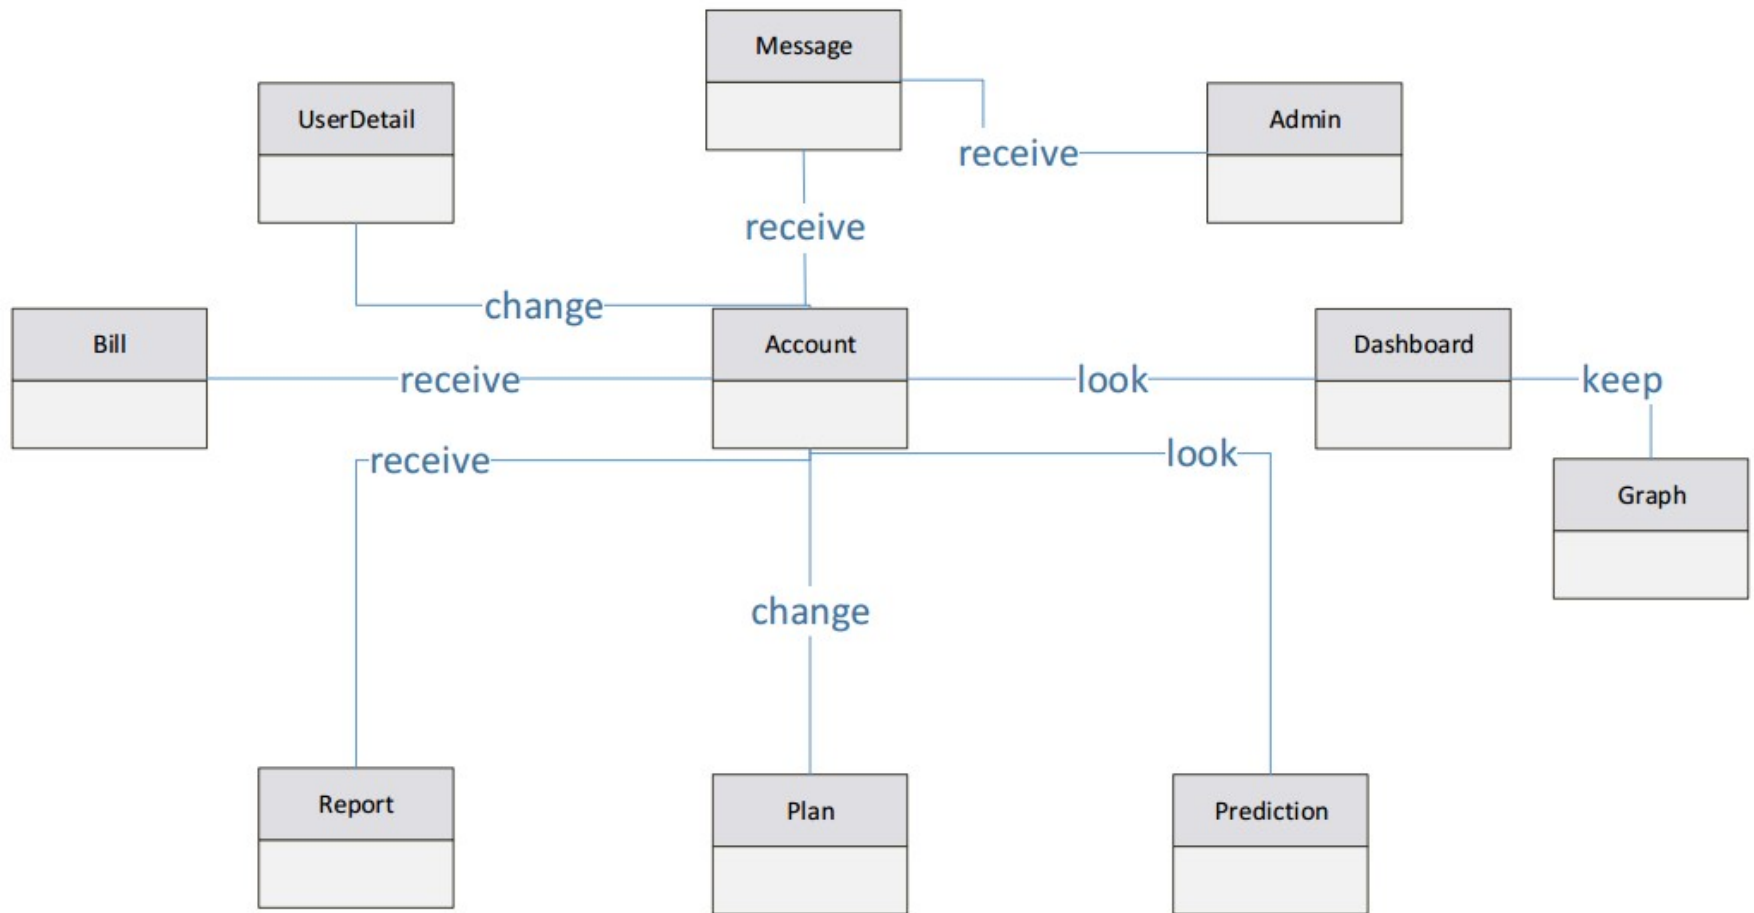 Message
UserDetail
Admin
receive
receive
change
Bill
Account
Dashboard
receive
look
keep
receive
look
Graph
change
Report
Plan
Prediction